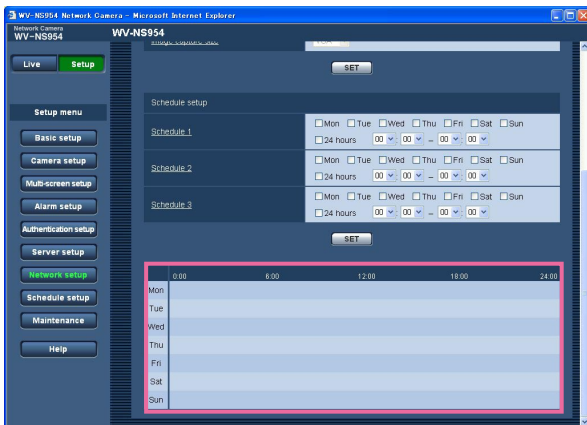 WV-NS954 Network Camera - Microsoft Internet Explorer
Network Camera
WV-NS954
WV-NS954
Live
Setup
Image capture size
SET
Setup menu
Basic setup
Camera setup
Multi-screen setup
Alarm setup
Authentication setup
Server setup
Network setup
Schedule setup
Maintenance
Help
Schedule setup
Schedule 1
Mon Tue Wed Thu Fri Sat Sun
24 hours 00 : 00 - 00 : 00
Schedule 2
Mon Tue Wed Thu Fri Sat Sun
24 hours 00 : 00 - 00 : 00
Schedule 3
Mon Tue Wed Thu Fri Sat Sun
24 hours 00 : 00 - 00 : 00
SET
0:00 6:00 12:00 18:00 24:00
Mon
Tue
Wed
Thu
Fri
Sat
Sun